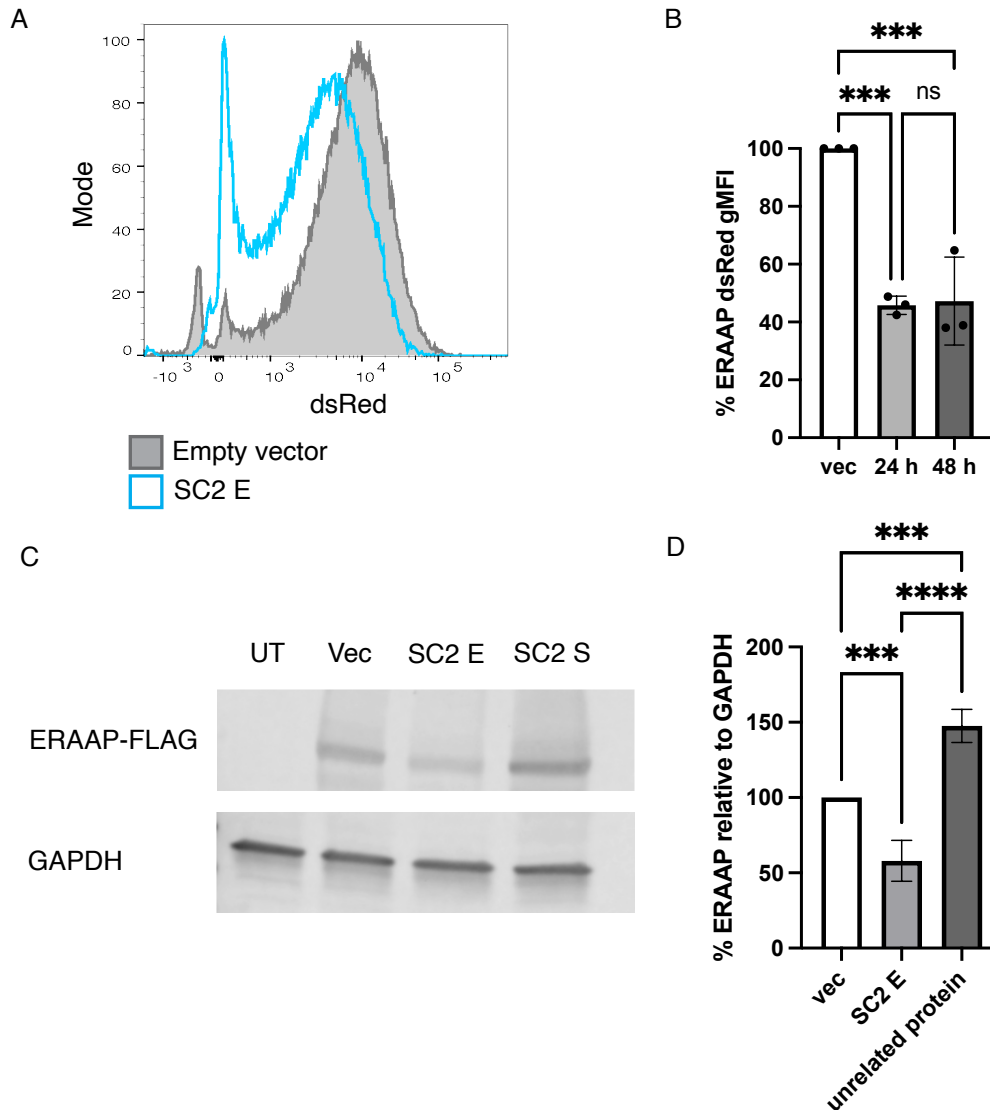 A
Mode
100
80
60
40
20
0
-10 3
0
10 3
10 4
10 5
dsRed
Empty vector
SC2 E
B
***
***
ns
% ERAAP dsRed gMFI
100
80
60
40
20
0
vec 24 h 48 h
C
UT Vec SC2 E SC2 S
ERAAP-FLAG
GAPDH
D
***
****
***
% ERAAP relative to GAPDH
200
150
100
50
0
vec
SC2 E
unrelated protein